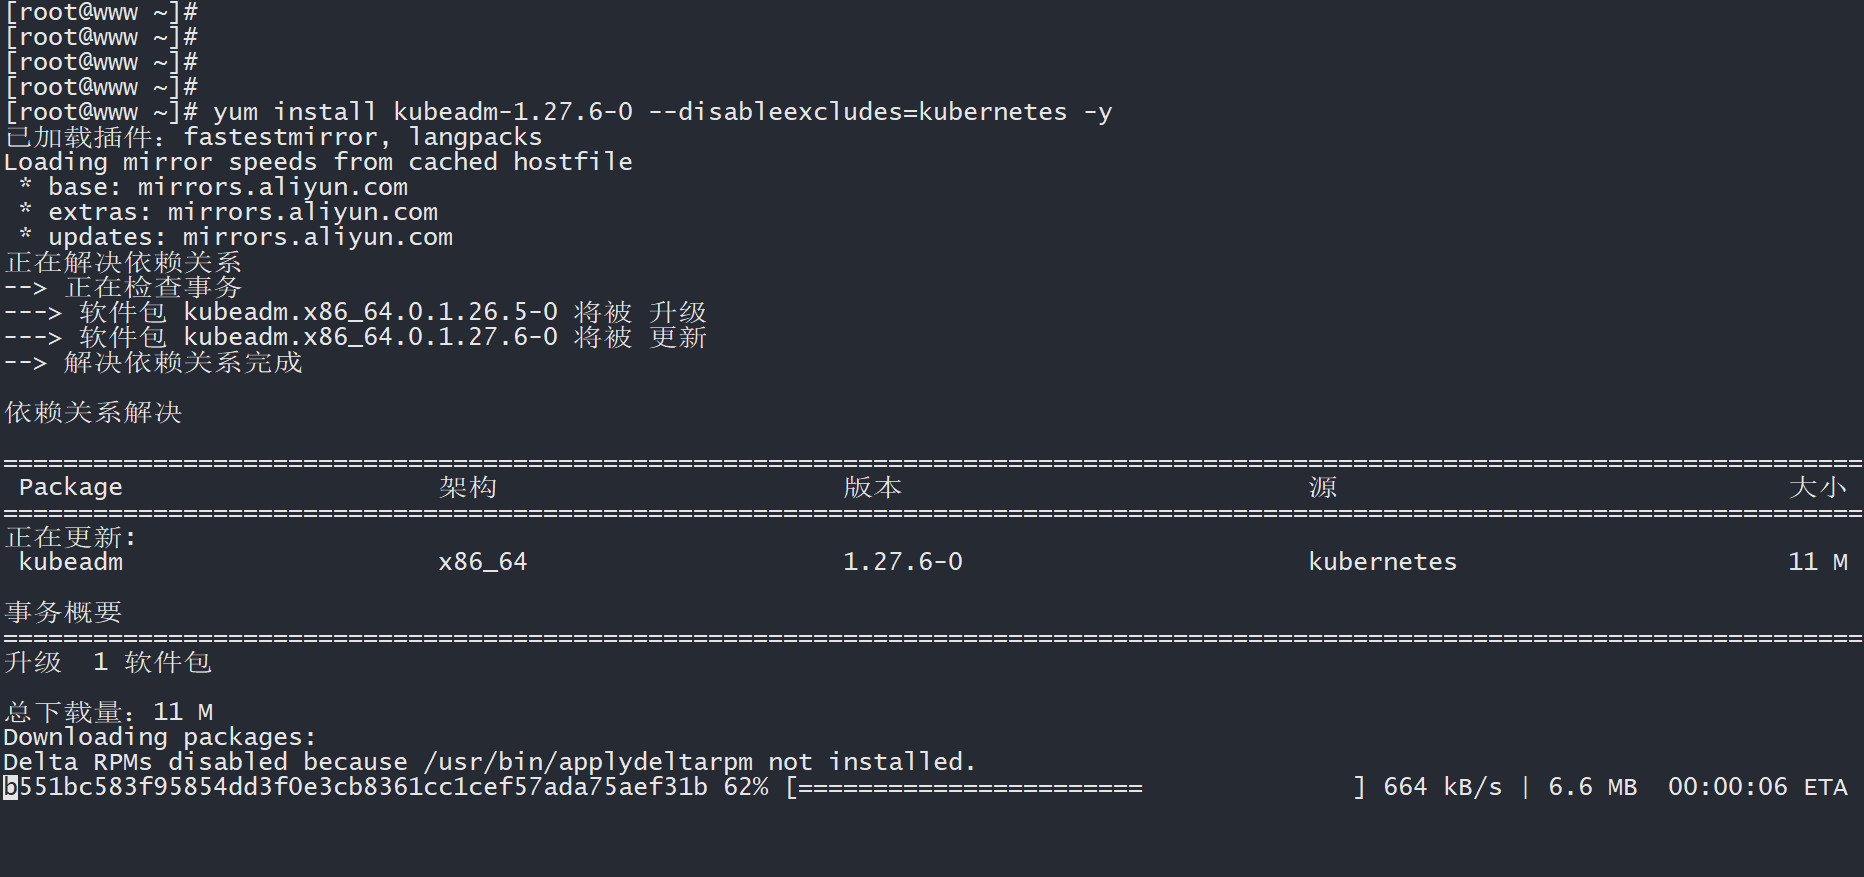 [root@www ~]#
[root@www ~]#
[root@www ~]#
[root@www ~]#
[root@www ~]# yum install kubeadm-1.27.6-0 --disableexcludes=kubernetes -y
已加载插件：fastestmirror, langpacks
Loading mirror speeds from cached hostfile
 * base: mirrors.aliyun.com
 * extras: mirrors.aliyun.com
 * updates: mirrors.aliyun.com
正在解决依赖关系
--> 正在检查事务
---> 软件包 kubeadm.x86_64.0.1.26.5-0 将被 升级
---> 软件包 kubeadm.x86_64.0.1.27.6-0 将被 更新
--> 解决依赖关系完成
依赖关系解决
================================================================================
 Package 架构 版本 源 大小
================================================================================
正在更新:
 kubeadm x86_64 1.27.6-0 kubernetes 11 M
事务概要
================================================================================
升级 1 软件包
总下载量：11 M
Downloading packages:
Delta RPMs disabled because /usr/bin/applydeltarpm not installed.
b551bc583f95854dd3f0e3cb8361cc1cef57ada75aef31b 62% [======================= ] 664 kB/s | 6.6 MB 00:00:06 ETA